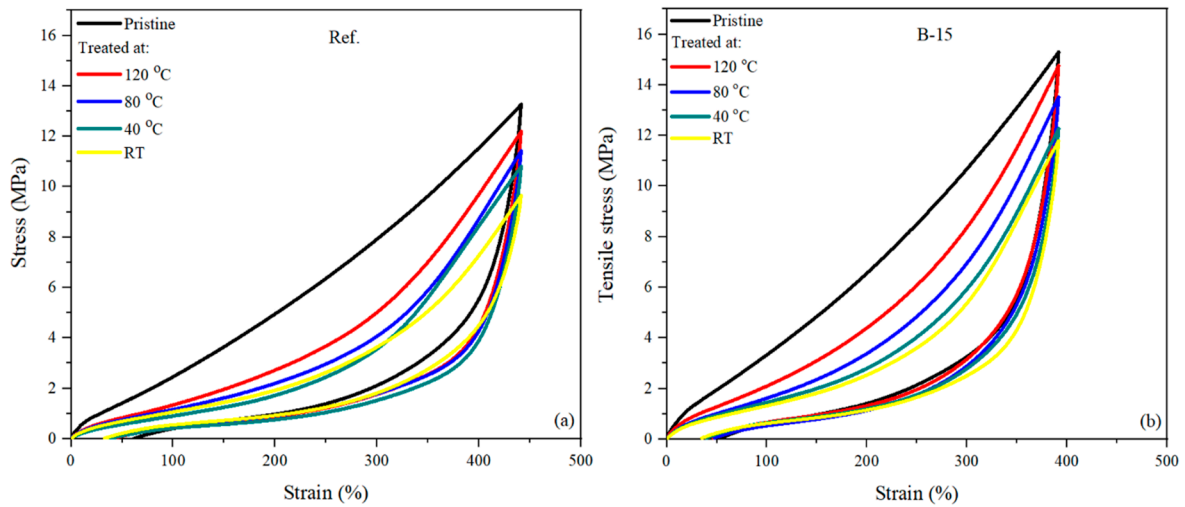 Pristine
Treated at:
120 °C
80 °C
40 °C
RT
Ref.
16
14
12
10
8
6
4
2
0
Stress (MPa)
0
100
200
300
400
500
Strain (%)
(a)
Pristine
Treated at:
120 °C
80 °C
40 °C
RT
B-15
16
14
12
10
8
6
4
2
0
Tensile stress (MPa)
0
100
200
300
400
500
Strain (%)
(b)